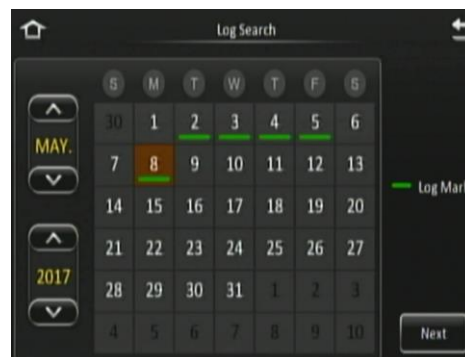 Log Search
S M T W T F S
30 1 2 3 4 5 6
MAY.
7 8 9 10 11 12 13
Log Mark
14 15 16 17 18 19 20
21 22 23 24 25 26 27
2017
28 29 30 31 1 2 3
4 5 6 7 8 9 10
Next